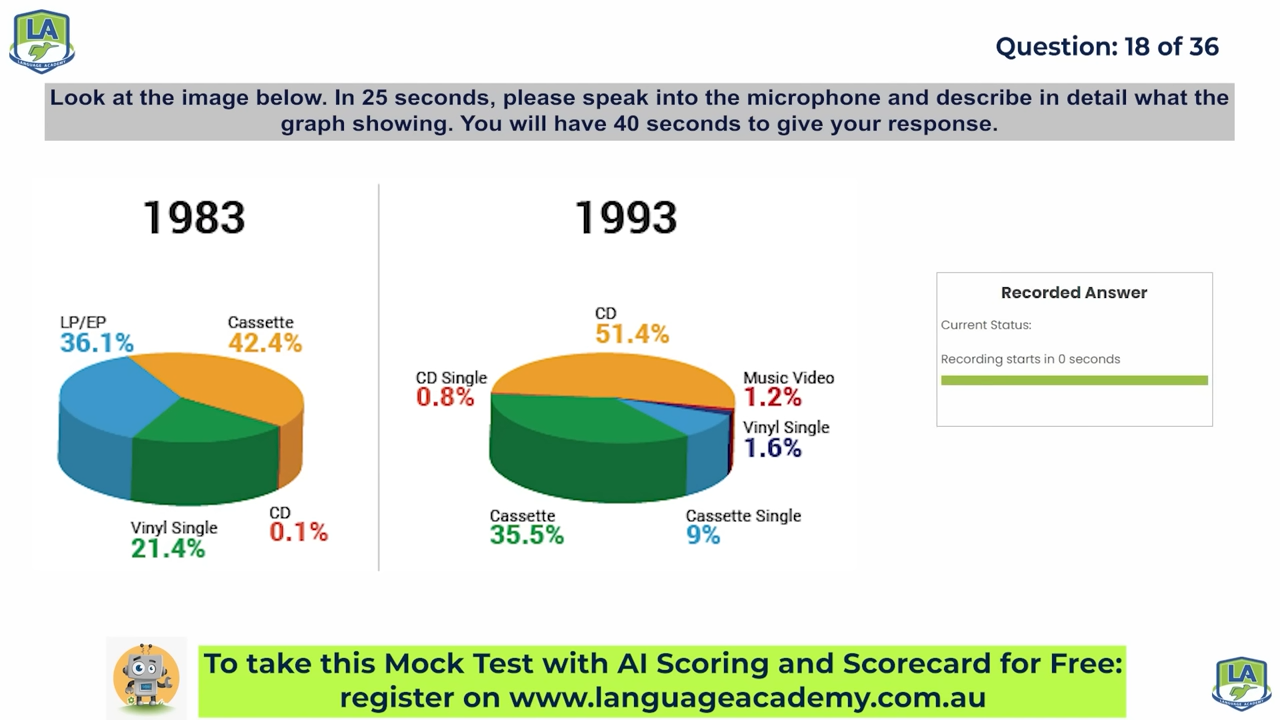 LA
LANGUAGE ACADEMY
Question: 18 of 36
Look at the image below. In 25 seconds, please speak into the microphone and describe in detail what the
graph showing. You will have 40 seconds to give your response.
1983
LP/EP
36.1%
Cassette
42.4%
Vinyl Single
21.4%
CD
0.1%
1993
CD
51.4%
CD Single
0.8%
Music Video
1.2%
Vinyl Single
1.6%
Cassette
35.5%
Cassette Single
9%
Recorded Answer
Current Status:
Recording starts in 0 seconds
To take this Mock Test with AI Scoring and Scorecard for Free:
register on www.languageacademy.com.au
LA
LANGUAGE ACADEMY